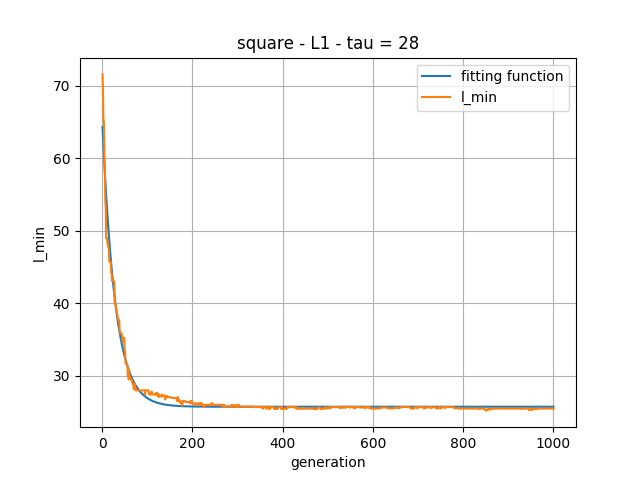 square - L1 - tau = 28
fitting function
l_min
70
60
50
40
30
l_min
0
200
400
600
800
1000
generation